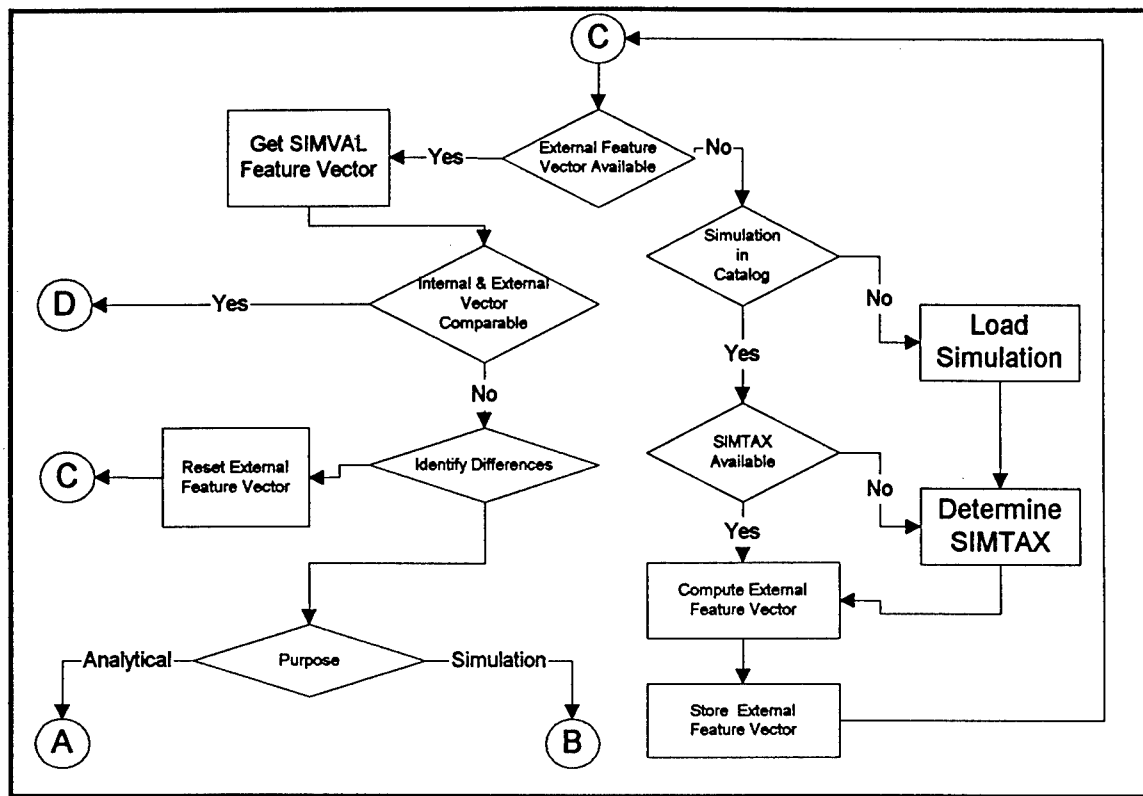 C
External Feature
Vector Available
Yes
No
Get SIMVAL
Feature Vector
Simulation
in
Catalog
Internal & External
Vector
Comparable
Yes
D
No
Load
Simulation
Yes
No
SIMTAX
Available
Identify Differences
Reset External
Feature Vector
C
No
Determine
SIMTAX
Yes
Compute External
Feature Vector
Purpose
Analytical
Simulation
Store External
Feature Vector
A
B